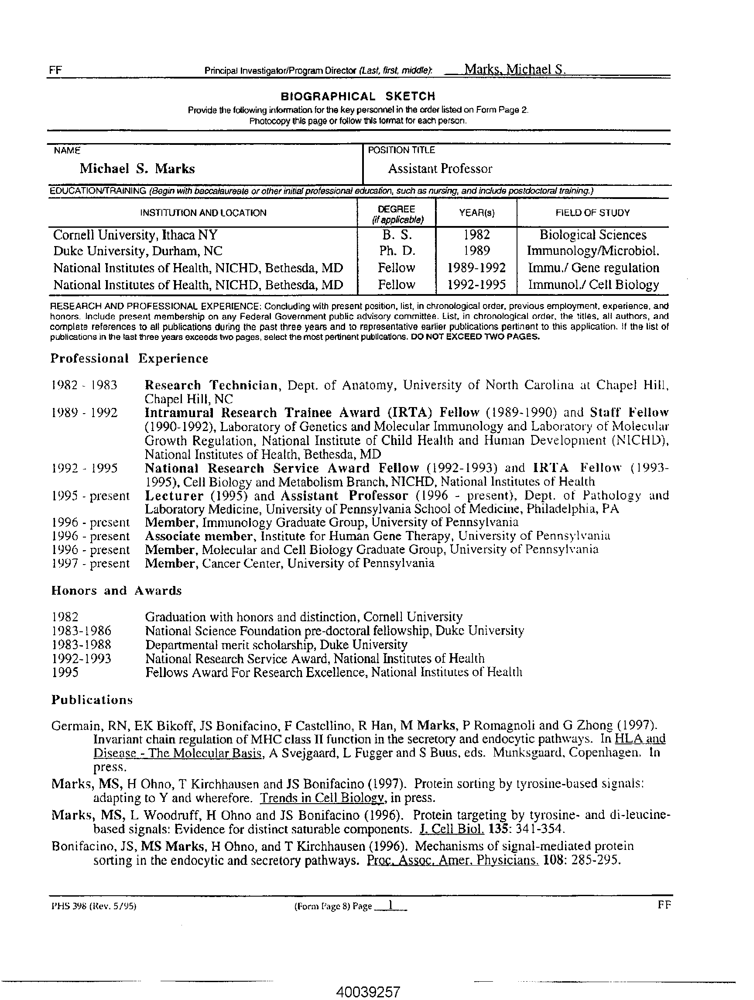 FF Principal Investigator/Program Director (Last, first, middle): Marks, Michael S.
BIOGRAPHICAL SKETCH
Provide the following information for the key personnel in the order listed on Form Page 2.
Photocopy this page or follow this format for each person.
NAME POSITION TITLE
Michael S. Marks Assistant Professor
EDUCATION/TRAINING (Begin with baccalaureate or other initial professional education, such as nursing, and include postdoctoral training.)
INSTITUTION AND LOCATION DEGREE (if applicable) YEAR(s) FIELD OF STUDY
Cornell University, Ithaca NY B. S. 1982 Biological Sciences
Duke University, Durham, NC Ph. D. 1989 Immunology/Microbiol.
National Institutes of Health, NICHD, Bethesda, MD Fellow 1989-1992 Immu./ Gene regulation
National Institutes of Health, NICHD, Bethesda, MD Fellow 1992-1995 Immunol./ Cell Biology
RESEARCH AND PROFESSIONAL EXPERIENCE: Concluding with present position, list, in chronological order, previous employment, experience, and
honors. Include present membership on any Federal Government public advisory committee. List, in chronological order, the titles, all authors, and
complete references to all publications during the past three years and to representative earlier publications pertinent to this application. If the list of
publications in the last three years exceeds two pages, select the most pertinent publications. DO NOT EXCEED TWO PAGES.
Professional Experience
1982 - 1983 Research Technician, Dept. of Anatomy, University of North Carolina at Chapel Hill,
Chapel Hill, NC
1989 - 1992 Intramural Research Trainee Award (IRTA) Fellow (1989-1990) and Staff Fellow
(1990-1992), Laboratory of Genetics and Molecular Immunology and Laboratory of Molecular
Growth Regulation, National Institute of Child Health and Human Development (NICHD),
National Institutes of Health, Bethesda, MD
1992 - 1995 National Research Service Award Fellow (1992-1993) and IRTA Fellow (1993-
1995), Cell Biology and Metabolism Branch, NICHD, National Institutes of Health
1995 - present Lecturer (1995) and Assistant Professor (1996 - present), Dept. of Pathology and
Laboratory Medicine, University of Pennsylvania School of Medicine, Philadelphia, PA
1996 - present Member, Immunology Graduate Group, University of Pennsylvania
1996 - present Associate member, Institute for Human Gene Therapy, University of Pennsylvania
1996 - present Member, Molecular and Cell Biology Graduate Group, University of Pennsylvania
1997 - present Member, Cancer Center, University of Pennsylvania
Honors and Awards
1982 Graduation with honors and distinction, Cornell University
1983-1986 National Science Foundation pre-doctoral fellowship, Duke University
1983-1988 Departmental merit scholarship, Duke University
1992-1993 National Research Service Award, National Institutes of Health
1995 Fellows Award For Research Excellence, National Institutes of Health
Publications
Germain, RN, EK Bikoff, JS Bonifacino, F Castellino, R Han, M Marks, P Romagnoli and G Zhong (1997).
Invariant chain regulation of MHC class II function in the secretory and endocytic pathways. In HLA and
Disease - The Molecular Basis, A Svejgaard, L Fugger and S Buus, eds. Munksgaard, Copenhagen. In
press.
Marks, MS, H Ohno, T Kirchhausen and JS Bonifacino (1997). Protein sorting by tyrosine-based signals:
adapting to Y and wherefore. Trends in Cell Biology, in press.
Marks, MS, L Woodruff, H Ohno and JS Bonifacino (1996). Protein targeting by tyrosine- and di-leucine-
based signals: Evidence for distinct saturable components. J. Cell Biol. 135: 341-354.
Bonifacino, JS, MS Marks, H Ohno, and T Kirchhausen (1996). Mechanisms of signal-mediated protein
sorting in the endocytic and secretory pathways. Proc. Assoc. Amer. Physicians. 108: 285-295.
PHS 398 (Rev. 5/95) (Form Page 8) Page 1 FF
40039257